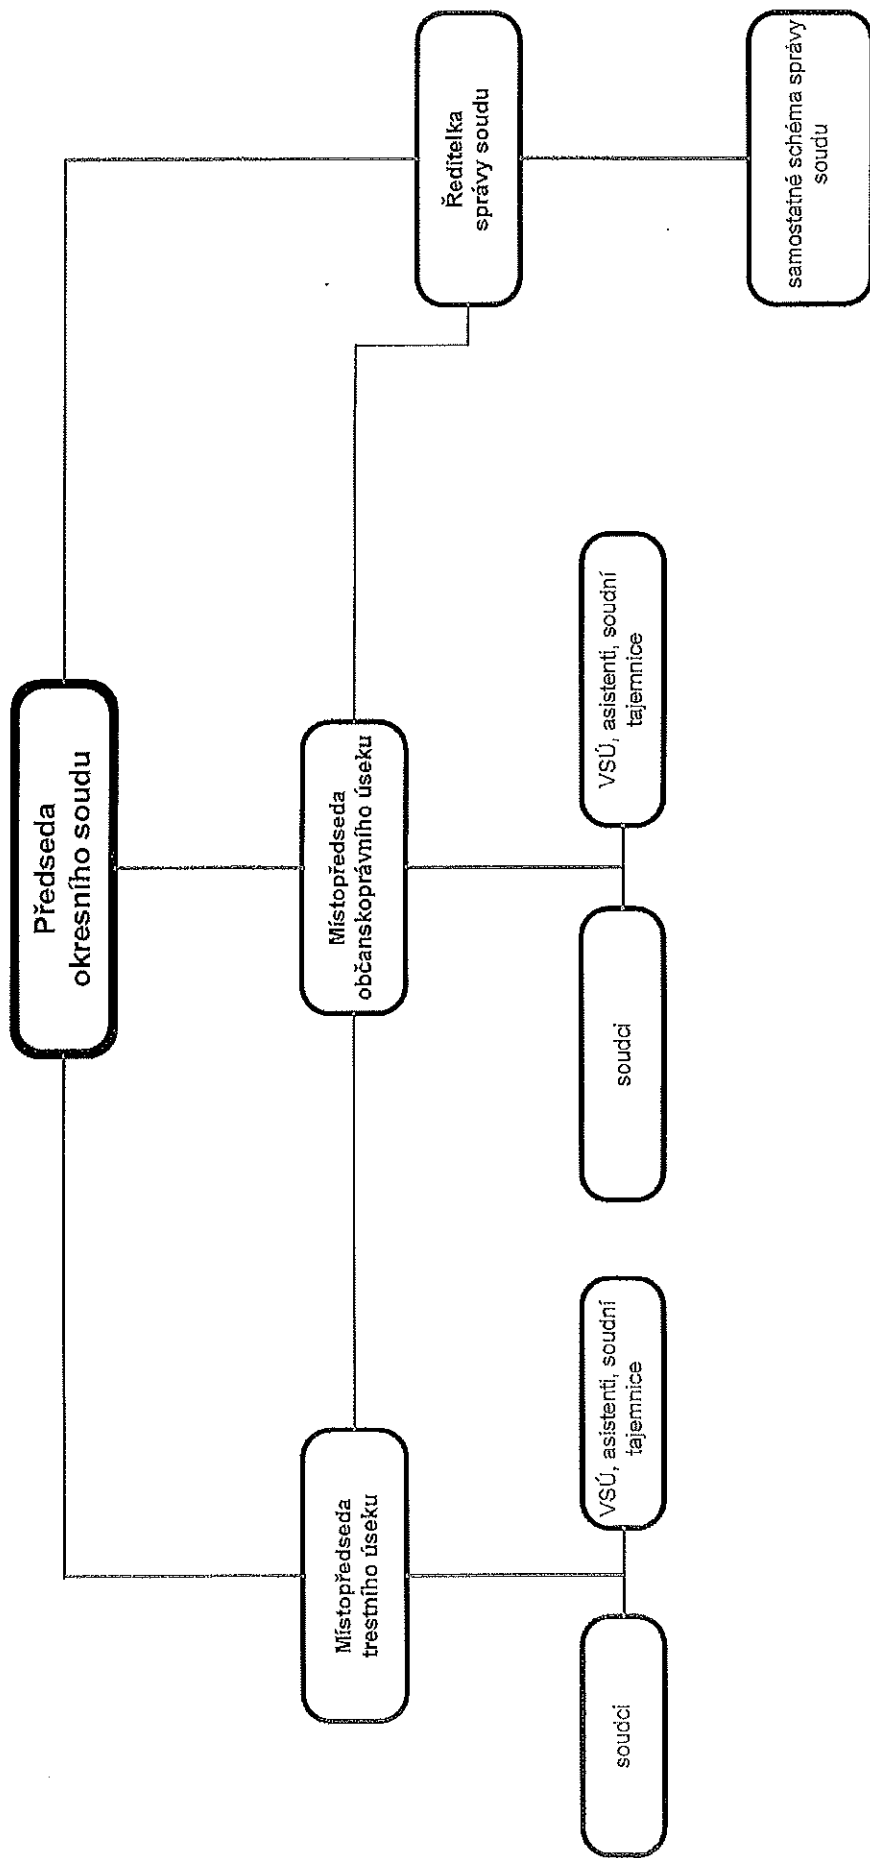 Předseda
okresního soudu
Místopředseda
trestního úseku
Místopředseda
občanskoprávního úseku
Ředitelka
správy soudu
soudci
VSÚ, asistenti, soudní
tajemnice
soudci
VSÚ, asistenti, soudní
tajemnice
samostatné schéma správy
soudu